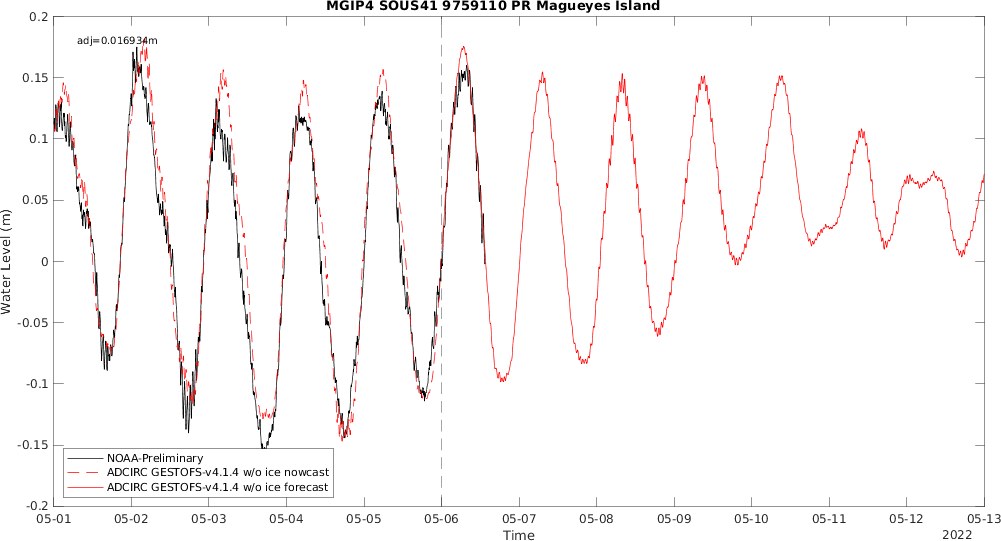 MGIP4 SOUS41 9759110 PR Magueyes Island
adj=0.016934m
Water Level (m)
0.2
0.15
0.1
0.05
0
-0.05
-0.1
-0.15
-0.2
NOAA-Preliminary
ADCIRC GESTOFS-v4.1.4 w/o ice nowcast
ADCIRC GESTOFS-v4.1.4 w/o ice forecast
05-01 05-02 05-03 05-04 05-05 05-06 05-07 05-08 05-09 05-10 05-11 05-12 05-13
Time
2022